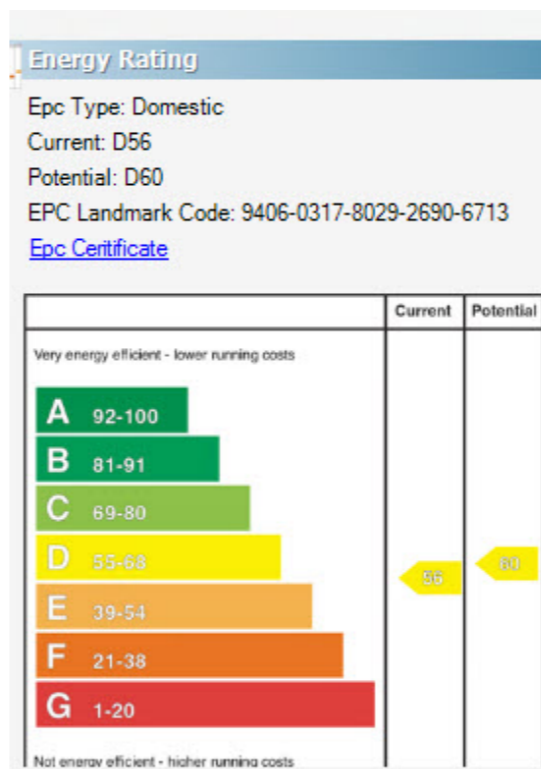 Energy Rating
Epc Type: Domestic
Current: D56
Potential: D60
EPC Landmark Code: 9406-0317-8029-2690-6713
Epc Ceritificate
Current Potential
Very energy efficient - lower running costs
A 92-100
B 81-91
C 69-80
D 55-68
56
60
E 39-54
F 21-38
G 1-20
Not energy efficient - higher running costs